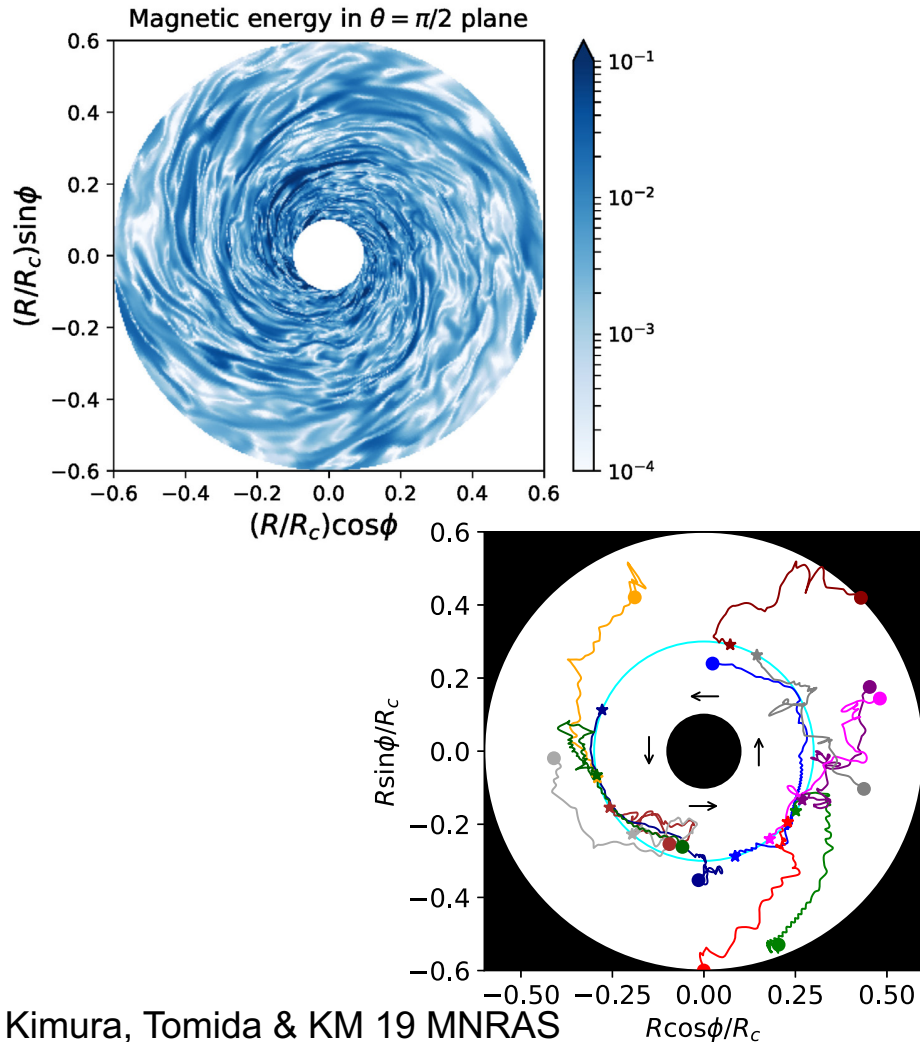 Magnetic energy in θ = π/2 plane
0.6
0.4
0.2
0.0
−0.2
−0.4
−0.6
(R/R_c)sinϕ
−0.6 −0.4 −0.2 0.0 0.2 0.4 0.6
(R/R_c)cosϕ
10⁻¹
10⁻²
10⁻³
10⁻⁴
0.6
0.4
0.2
0.0
−0.2
−0.4
−0.6
Rsinϕ/R_c
−0.50 −0.25 0.00 0.25 0.50
Rcosϕ/R_c
Kimura, Tomida & KM 19 MNRAS